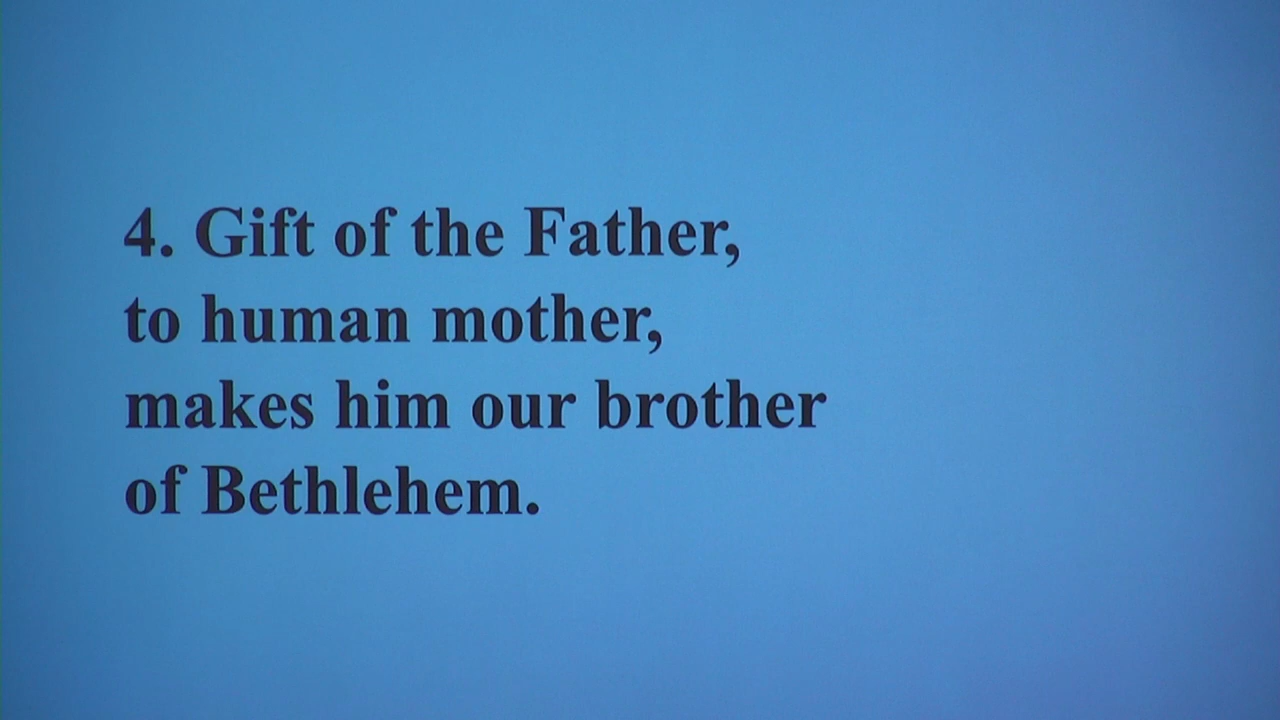 4. Gift of the Father,
to human mother,
makes him our brother
of Bethlehem.